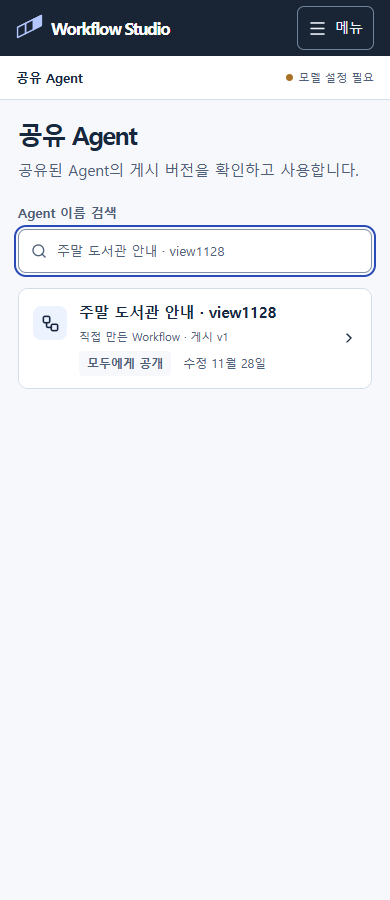 Workflow Studio
메뉴
공유 Agent
모델 설정 필요
공유 Agent
공유된 Agent의 게시 버전을 확인하고 사용합니다.
Agent 이름 검색
주말 도서관 안내 · view1128
주말 도서관 안내 · view1128
직접 만든 Workflow · 게시 v1
모두에게 공개
수정 11월 28일